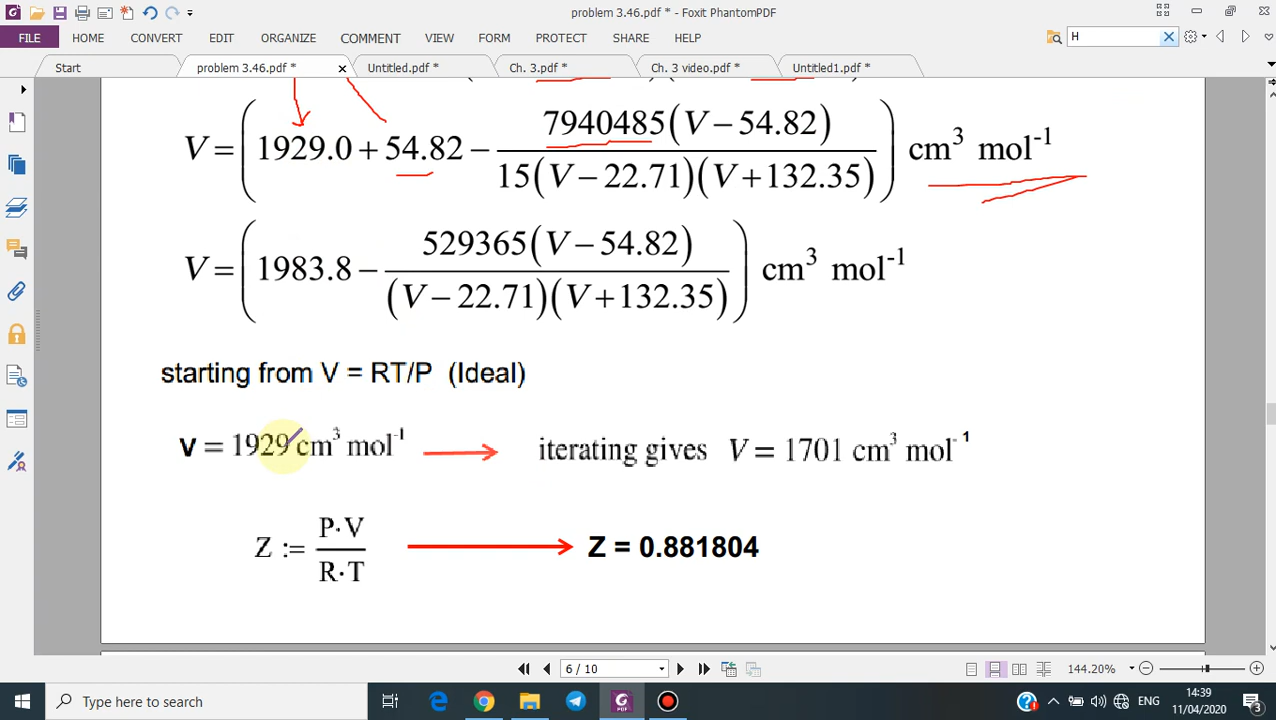 problem 3.46.pdf * - Foxit PhantomPDF
FILE HOME CONVERT EDIT ORGANIZE COMMENT VIEW FORM PROTECT SHARE HELP H
Start problem 3.46.pdf * Untitled.pdf * Ch. 3.pdf * Ch. 3 video.pdf * Untitled1.pdf *
V = ( 1929.0 + 54.82 − 7940485(V − 54.82) / 15(V − 22.71)(V + 132.35) ) cm³ mol⁻¹
V = ( 1983.8 − 529365(V − 54.82) / (V − 22.71)(V + 132.35) ) cm³ mol⁻¹
starting from V = RT/P (Ideal)
v = 1929 cm³ mol⁻¹ iterating gives V = 1701 cm³ mol⁻¹
Z := P·V / R·T Z = 0.881804
6 / 10 144.20%
Type here to search ENG 14:39
11/04/2020 3